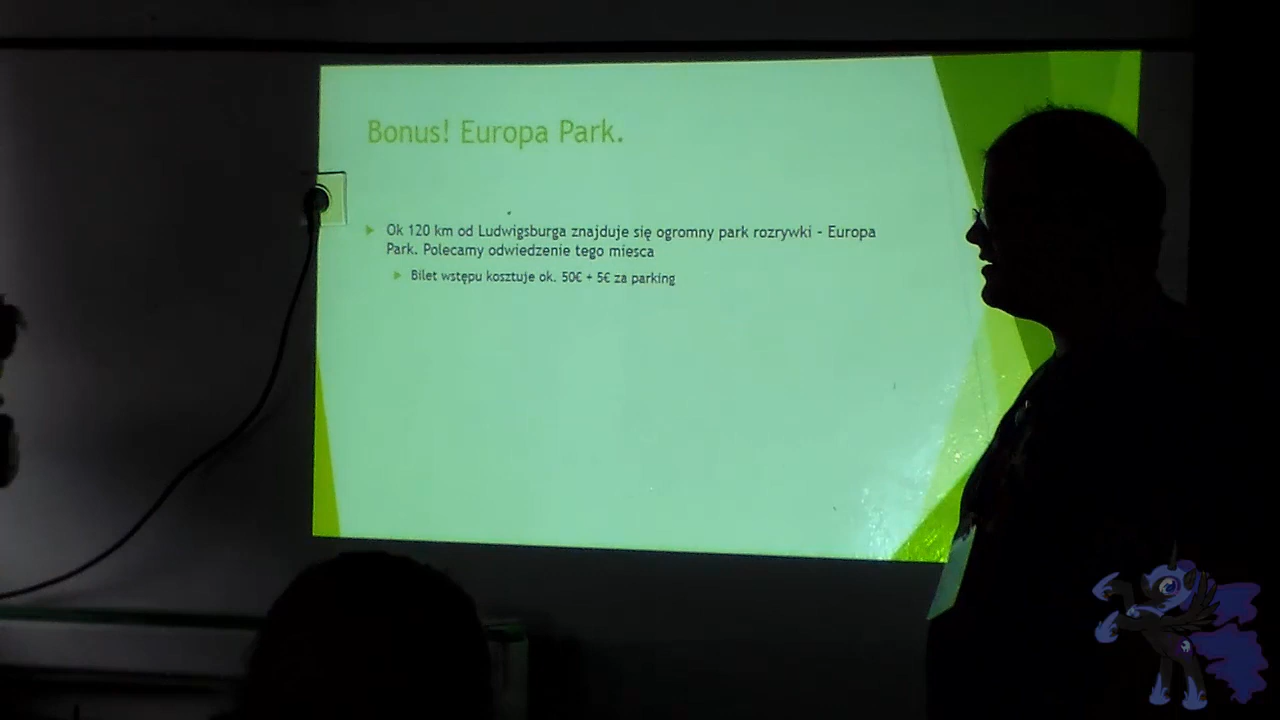 Bonus! Europa Park.
Ok 120 km od Ludwigsburga znajduje się ogromny park rozrywki - Europa
Park. Polecamy odwiedzenie tego miesca
Bilet wstępu kosztuje ok. 50€ + 5€ za parking